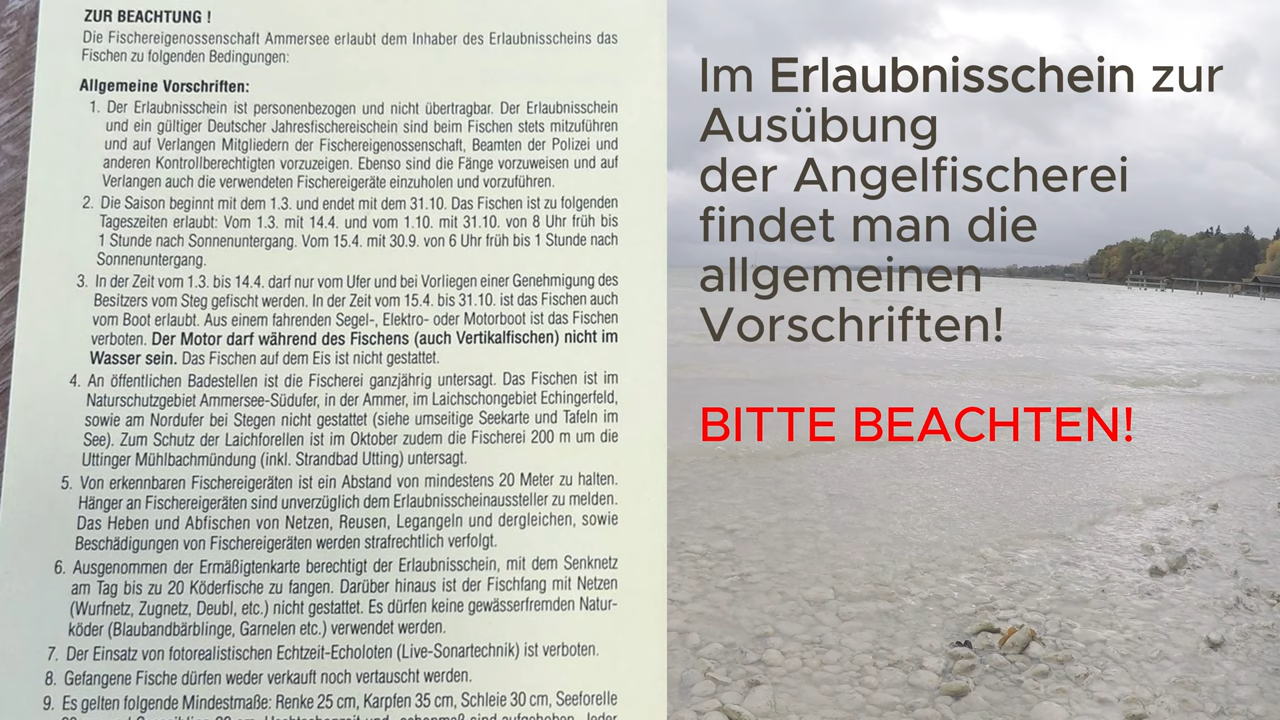 ZUR BEACHTUNG !
Die Fischereigenossenschaft Ammersee erlaubt dem Inhaber des Erlaubnisscheins das
Fischen zu folgenden Bedingungen:
Allgemeine Vorschriften:
1. Der Erlaubnisschein ist personenbezogen und nicht übertragbar. Der Erlaubnisschein
und ein gültiger Deutscher Jahresfischereischein sind beim Fischen stets mitzuführen
und auf Verlangen Mitgliedern der Fischereigenossenschaft, Beamten der Polizei und
anderen Kontrollberechtigten vorzuzeigen. Ebenso sind die Fänge vorzuweisen und auf
Verlangen auch die verwendeten Fischereigeräte einzuholen und vorzuführen.
2. Die Saison beginnt mit dem 1.3. und endet mit dem 31.10. Das Fischen ist zu folgenden
Tageszeiten erlaubt: Vom 1.3. mit 14.4. und vom 1.10. mit 31.10. von 8 Uhr früh bis
1 Stunde nach Sonnenuntergang. Vom 15.4. mit 30.9. von 6 Uhr früh bis 1 Stunde nach
Sonnenuntergang.
3. In der Zeit vom 1.3. bis 14.4. darf nur vom Ufer und bei Vorliegen einer Genehmigung des
Besitzers vom Steg gefischt werden. In der Zeit vom 15.4. bis 31.10. ist das Fischen auch
vom Boot erlaubt. Aus einem fahrenden Segel-, Elektro- oder Motorboot ist das Fischen
verboten. Der Motor darf während des Fischens (auch Vertikalfischen) nicht im
Wasser sein. Das Fischen auf dem Eis ist nicht gestattet.
4. An öffentlichen Badestellen ist die Fischerei ganzjährig untersagt. Das Fischen ist im
Naturschutzgebiet Ammersee-Südufer, in der Ammer, im Laichschongebiet Echingerfeld,
sowie am Nordufer bei Stegen nicht gestattet (siehe umseitige Seekarte und Tafeln im
See). Zum Schutz der Laichforellen ist im Oktober zudem die Fischerei 200 m um die
Uttinger Mühlbachmündung (inkl. Strandbad Utting) untersagt.
5. Von erkennbaren Fischereigeräten ist ein Abstand von mindestens 20 Meter zu halten.
Hänger an Fischereigeräten sind unverzüglich dem Erlaubnisscheinaussteller zu melden.
Das Heben und Abfischen von Netzen, Reusen, Legangeln und dergleichen, sowie
Beschädigungen von Fischereigeräten werden strafrechtlich verfolgt.
6. Ausgenommen der Ermäßigtenkarte berechtigt der Erlaubnisschein, mit dem Senknetz
am Tag bis zu 20 Köderfische zu fangen. Darüber hinaus ist der Fischfang mit Netzen
(Wurfnetz, Zugnetz, Deubl, etc.) nicht gestattet. Es dürfen keine gewässerfremden Natur-
köder (Blaubandbärblinge, Garnelen etc.) verwendet werden.
7. Der Einsatz von fotorealistischen Echtzeit-Echoloten (Live-Sonartechnik) ist verboten.
8. Gefangene Fische dürfen weder verkauft noch vertauscht werden.
9. Es gelten folgende Mindestmaße: Renke 25 cm, Karpfen 35 cm, Schleie 30 cm, Seeforelle
Im Erlaubnisschein zur
Ausübung
der Angelfischerei
findet man die
allgemeinen
Vorschriften!
BITTE BEACHTEN!